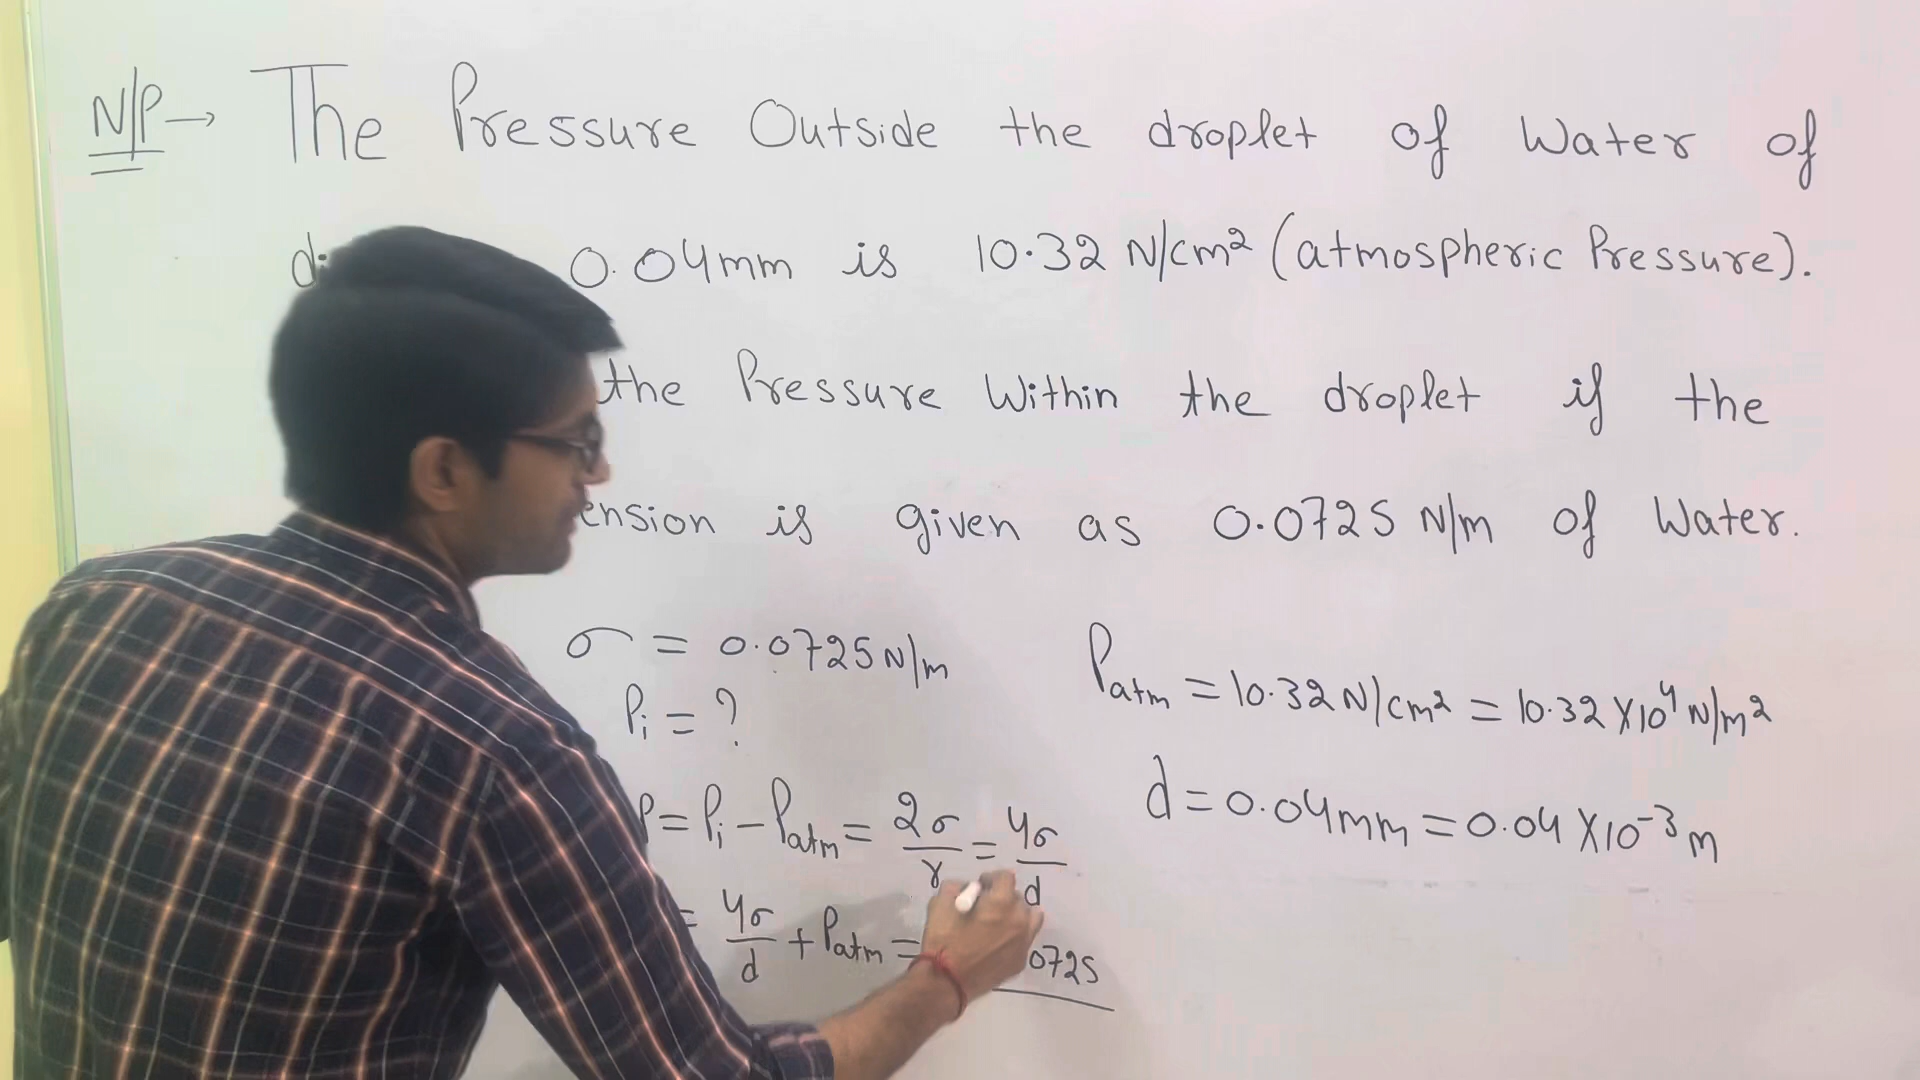 N/P → The Pressure Outside the droplet of Water of
0.04mm is 10.32 N/cm² (atmospheric Pressure).
the Pressure Within the droplet if the
ension is given as 0.0725 N/m of Water.
σ = 0.0725 N/m
Pi = ?
P = Pi - Patm = 2σ/r = 4σ/d
= 4σ/d + Patm = 0725
Patm = 10.32 N/cm² = 10.32 X10⁴ N/m²
d = 0.04mm = 0.04 X10⁻³ m